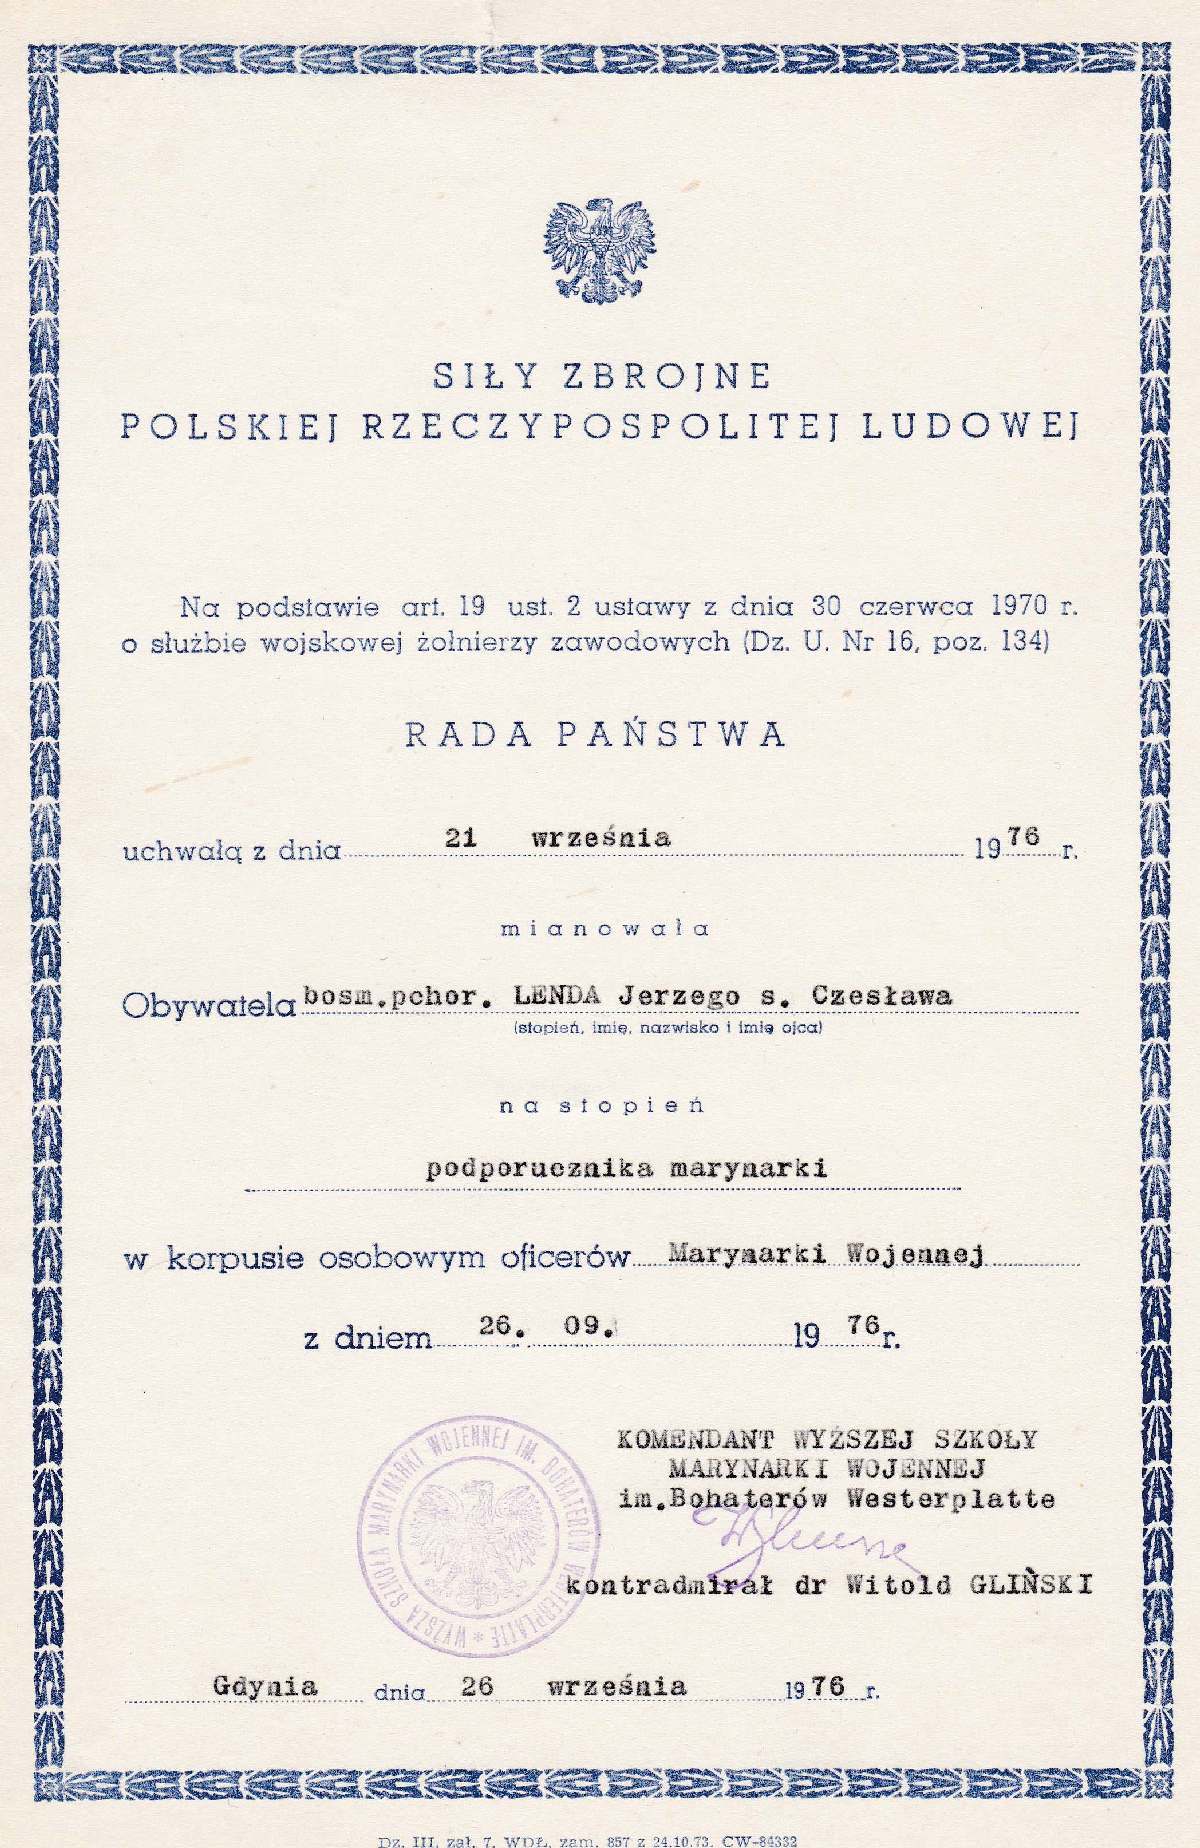 SIŁY ZBROJNE
POLSKIEJ RZECZYPOSPOLITEJ LUDOWEJ
Na podstawie art. 19 ust. 2 ustawy z dnia 30 czerwca 1970 r.
o służbie wojskowej żołnierzy zawodowych (Dz. U. Nr 16, poz. 134)
RADA PAŃSTWA
uchwałą z dnia 21 września 1976 r.
mianowała
Obywatela bosm.pchor. LENDA Jerzego s. Czesława
(stopień, imię, nazwisko i imię ojca)
na stopień
podporucznika marynarki
w korpusie osobowym oficerów Marynarki Wojennej
z dniem 26. 09. 1976 r.
KOMENDANT WYŻSZEJ SZKOŁY
MARYNARKI WOJENNEJ
im.Bohaterów Westerplatte
kontradmirał dr Witold GLIŃSKI
WYŻSZA SZKOŁA MARYNARKI WOJENNEJ IM. BOHATERÓW WESTERPLATTE *
Gdynia dnia 26 września 1976 r.
Dz. III. zał. 7. WDŁ. zam. 857 z 24.10.73. CW-84332